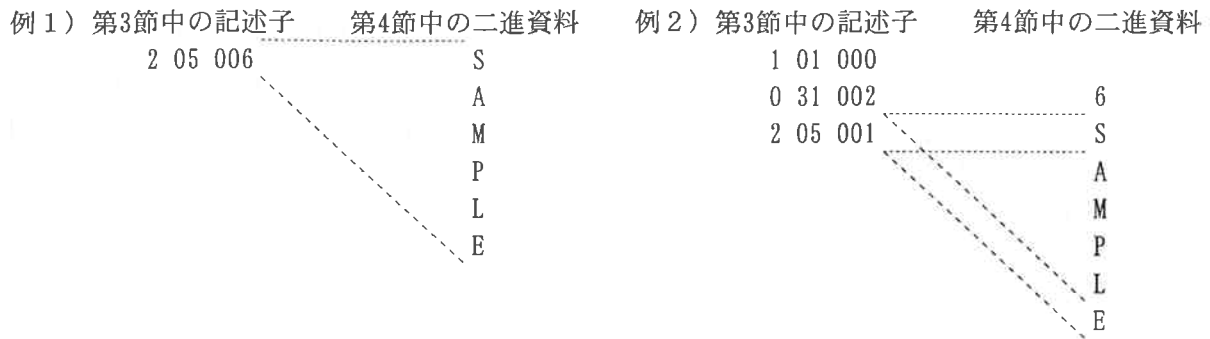 例１）第3節中の記述子　第4節中の二進資料
2 05 006　S
A
M
P
L
E
例２）第3節中の記述子　第4節中の二進資料
1 01 000
0 31 002　6
2 05 001　S
A
M
P
L
E